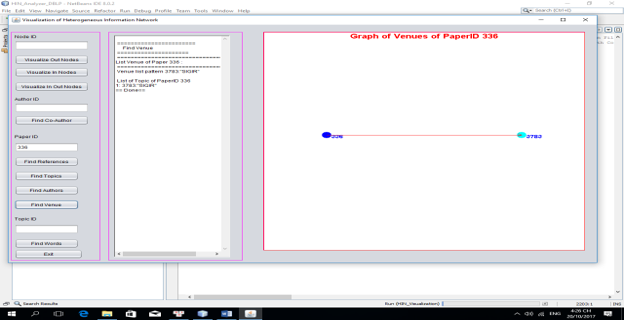 HIN_Analyzer_DBLP - NetBeans IDE 8.0.2
File Edit View Navigate Source Refactor Run Debug Profile Team Tools Window Help
Search (Ctrl+I)
Visualization of Heterogeneous Information Network
Node ID
Visualize Out Nodes
Visualize In Nodes
Visualize In Out Nodes
Author ID
Find Co-Author
Paper ID
336
Find References
Find Topics
Find Authors
Find Venue
Topic ID
Find Words
Exit
========================
Find Venue
========================
List Venue of Paper 336
Venue list pattern 3783:"SIGIR"
List of Topic of PaperID 336
1: 3783:"SIGIR"
== Done==
Graph of Venues of PaperID 336
336
3783
Search Results
Run (HIN_Visualization)
2203:1
INS
ENG
4:26 CH
20/10/2017